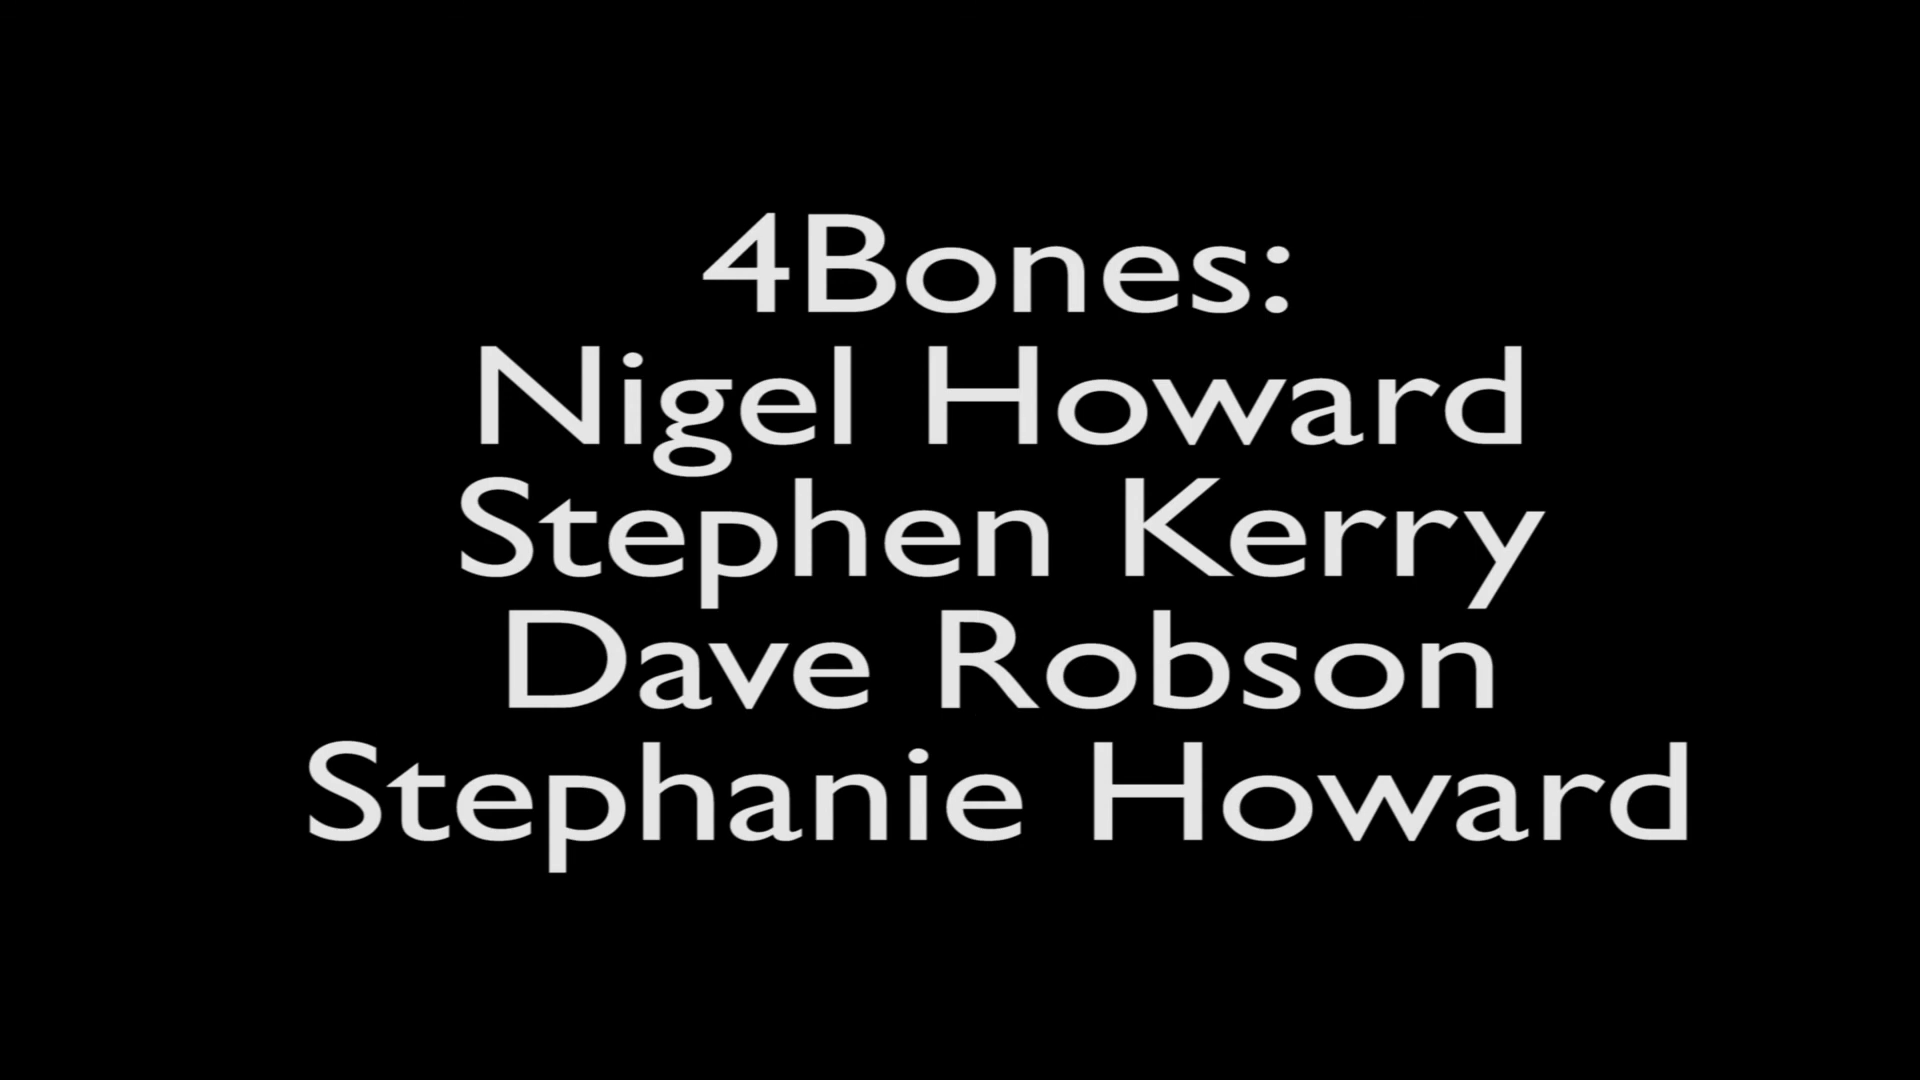 4Bones:
Nigel Howard
Stephen Kerry
Dave Robson
Stephanie Howard